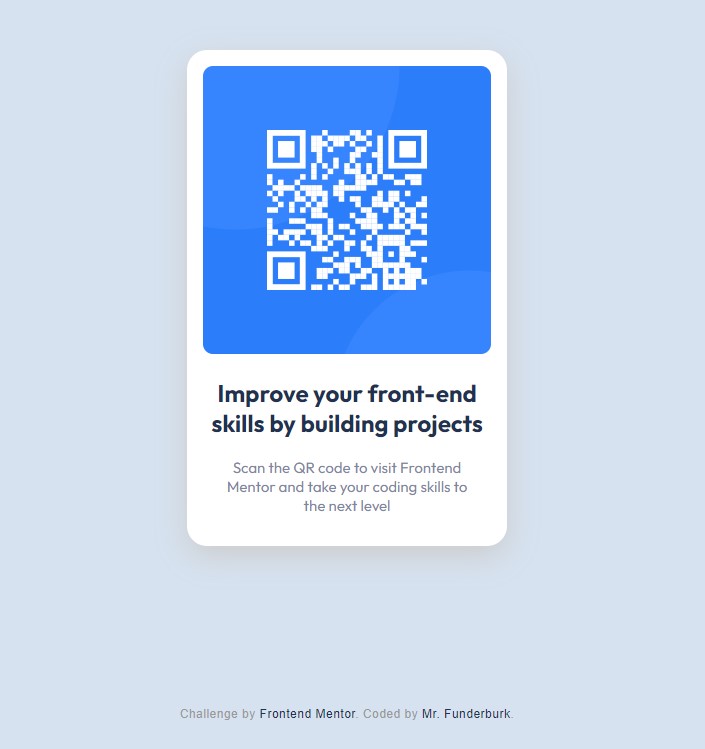 Improve your front-end
skills by building projects
Scan the QR code to visit Frontend
Mentor and take your coding skills to
the next level
Challenge by Frontend Mentor. Coded by Mr. Funderburk.